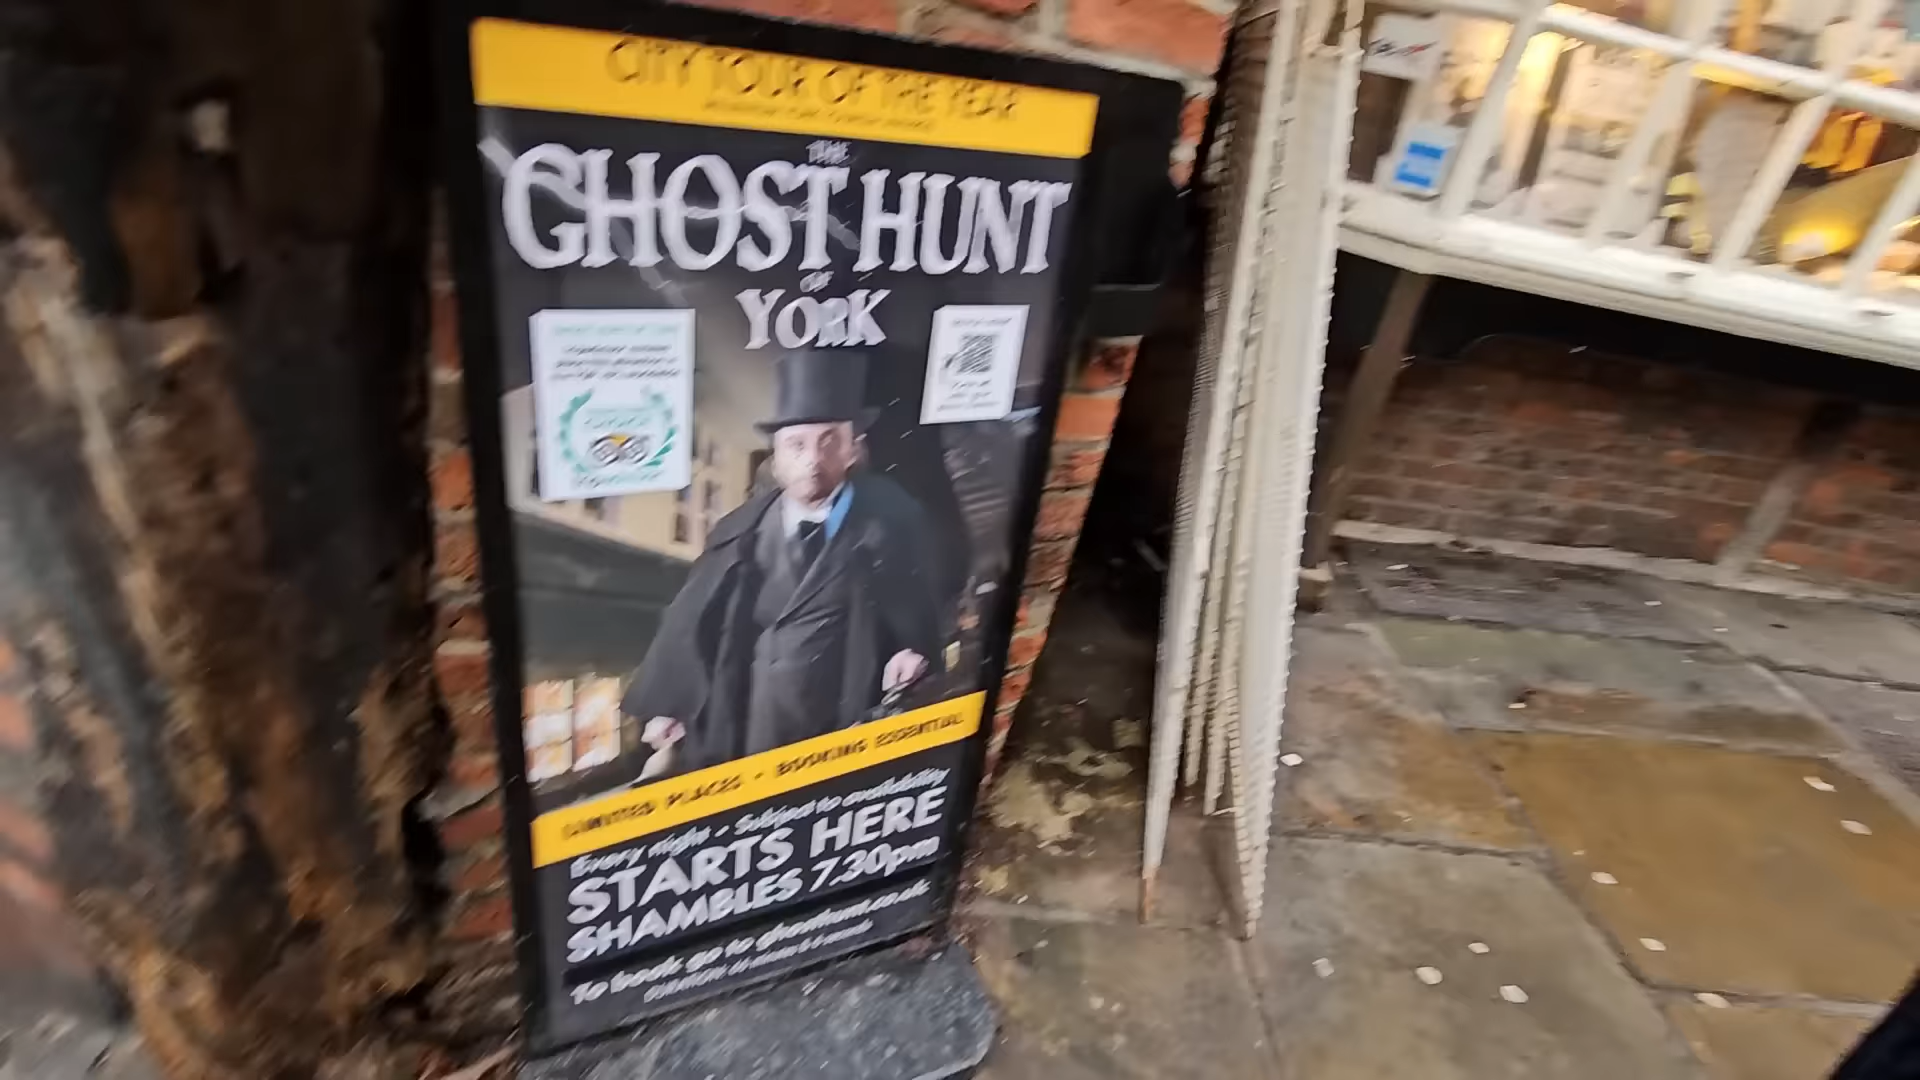 CITY TOUR OF THE YEAR
THE
GHOST HUNT
OF
YORK
LIMITED PLACES • BOOKING ESSENTIAL
Every night • Subject to availability
STARTS HERE
SHAMBLES 7.30pm
To book go to ghosthunt.co.uk